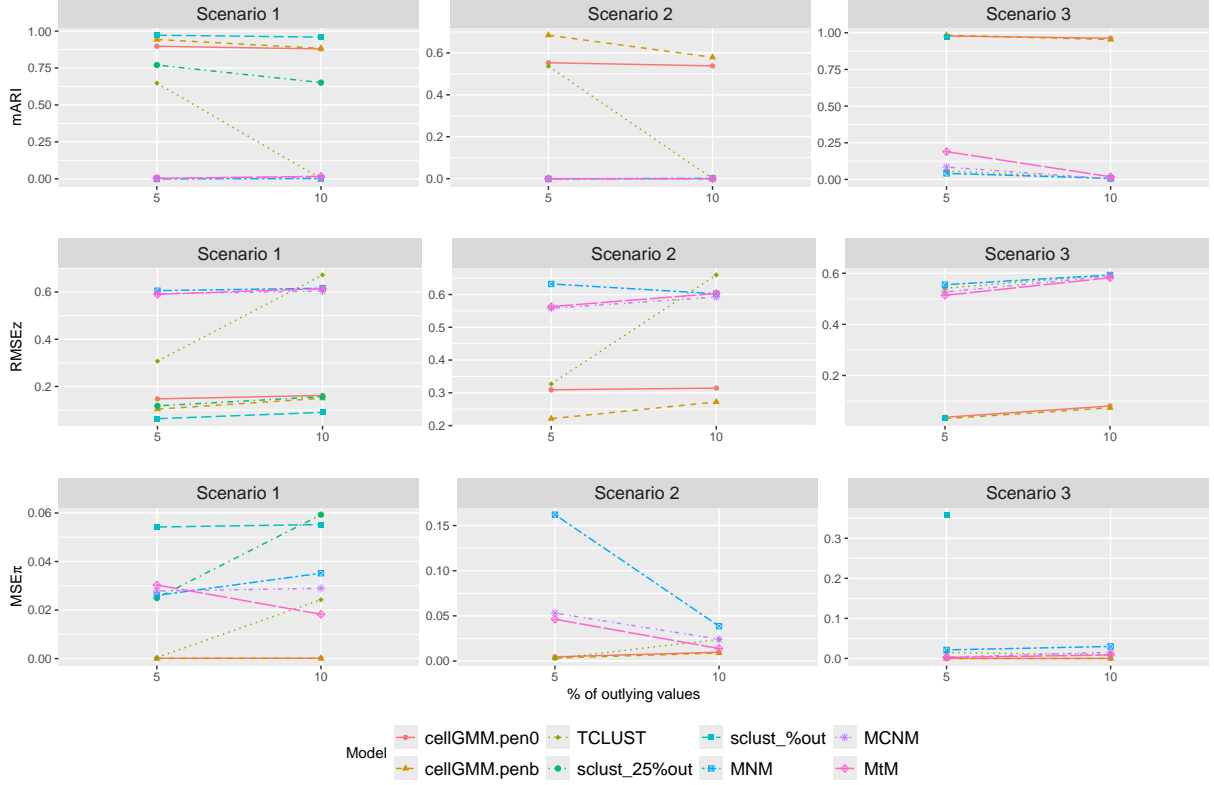 Scenario 1
Scenario 2
Scenario 3
mARI
1.00
0.75
0.50
0.25
0.00
5
10
0.6
0.4
0.2
0.0
5
10
1.00
0.75
0.50
0.25
0.00
5
10
Scenario 1
Scenario 2
Scenario 3
RMSEz
0.6
0.4
0.2
5
10
0.6
0.5
0.4
0.3
0.2
5
10
0.6
0.4
0.2
5
10
Scenario 1
Scenario 2
Scenario 3
MSEπ
0.06
0.04
0.02
0.00
5
10
0.15
0.10
0.05
0.00
5
10
0.3
0.2
0.1
0.0
5
10
% of outlying values
Model
cellGMM.pen0
TCLUST
sclust_%out
MCNM
cellGMM.penb
sclust_25%out
MNM
MtM